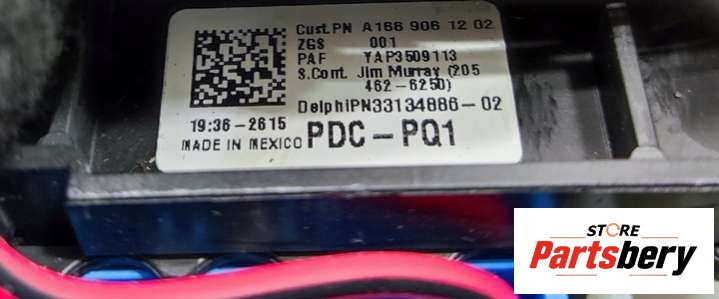 Cust.PN A166 906 12 02
ZGS 001
PAF YAP3509113
S.Cont. Jim Murray (205
462-6250)
DelphiPN33134886-02
19:36-2615
MADE IN MEXICO PDC-PQ1
STORE
Partsbery